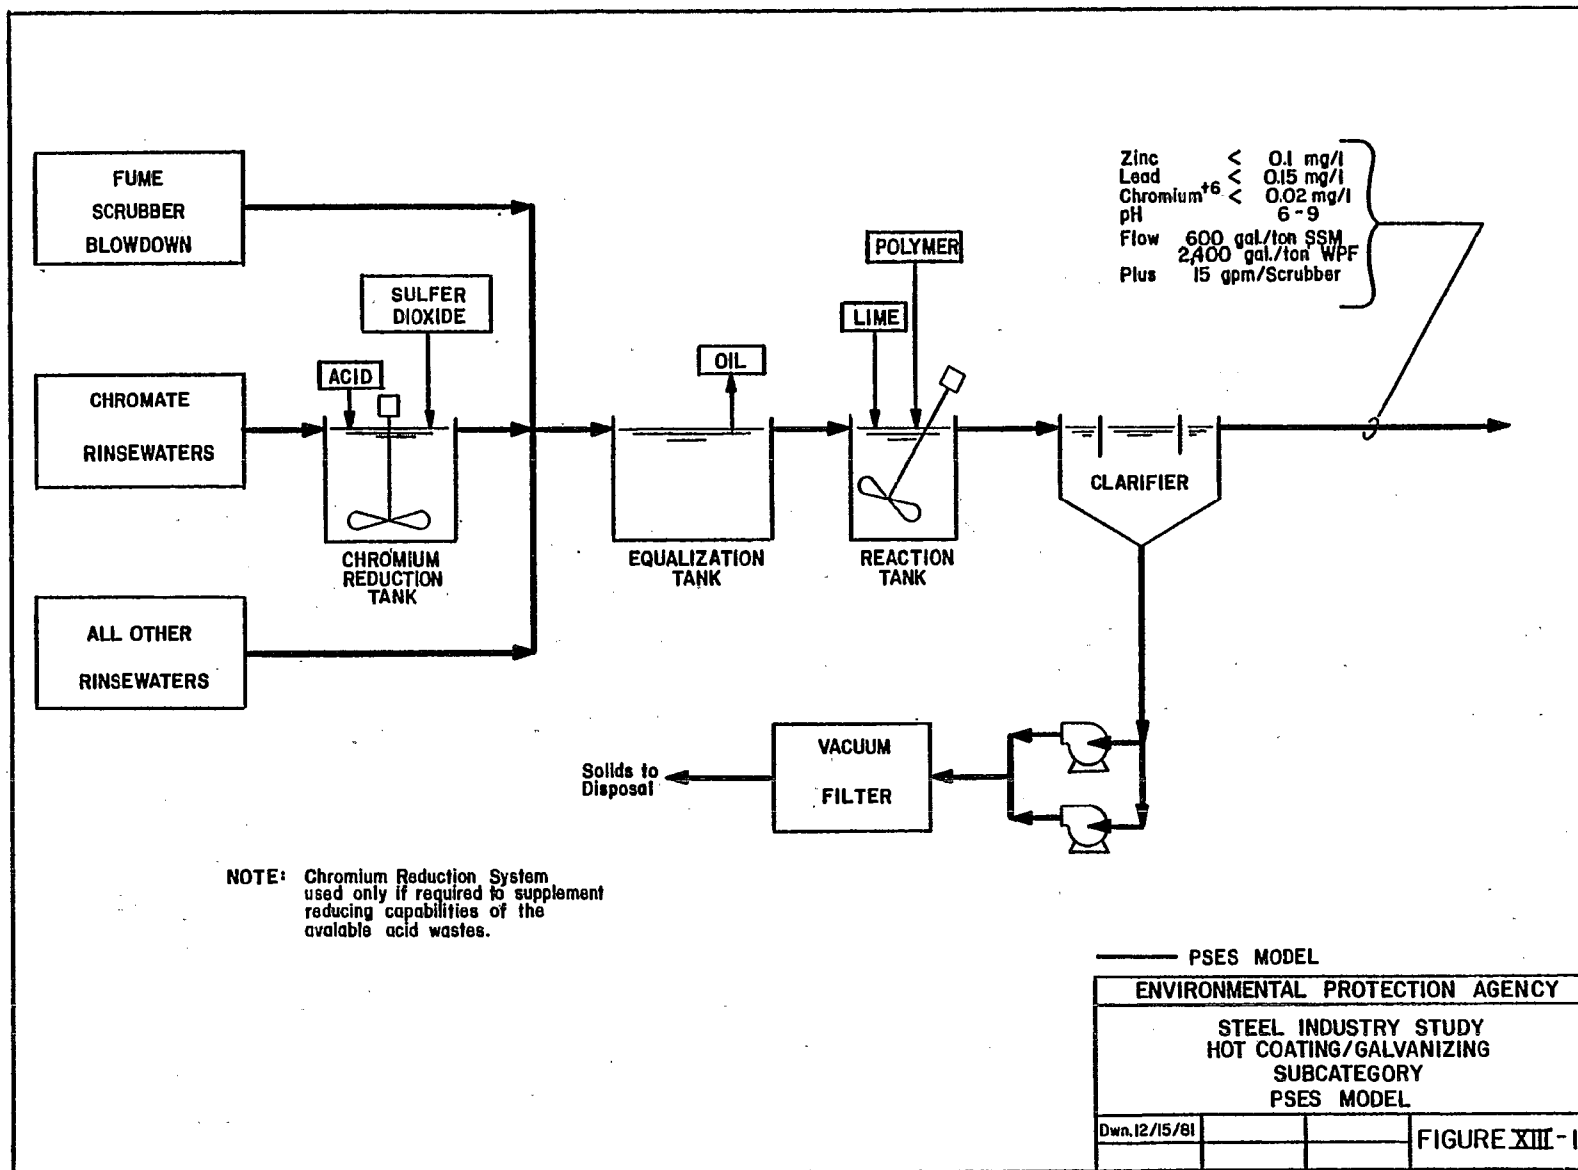 Zinc < 0.1 mg/l
Lead < 0.15 mg/l
Chromium+6 < 0.02 mg/l
pH 6-9
Flow 600 gal./ton SSM
2,400 gal./ton WPF
Plus 15 gpm/Scrubber
FUME
SCRUBBER
BLOWDOWN
SULFER
DIOXIDE
POLYMER
LIME
OIL
ACID
CHROMATE
RINSEWATERS
CLARIFIER
CHROMIUM
REDUCTION
TANK
EQUALIZATION
TANK
REACTION
TANK
ALL OTHER
RINSEWATERS
VACUUM
FILTER
Solids to
Disposal
NOTE: Chromium Reduction System
used only if required to supplement
reducing capabilities of the
avalable acid wastes.
PSES MODEL
ENVIRONMENTAL PROTECTION AGENCY
STEEL INDUSTRY STUDY
HOT COATING/GALVANIZING
SUBCATEGORY
PSES MODEL
Dwn.12/15/81
FIGURE XIII-1